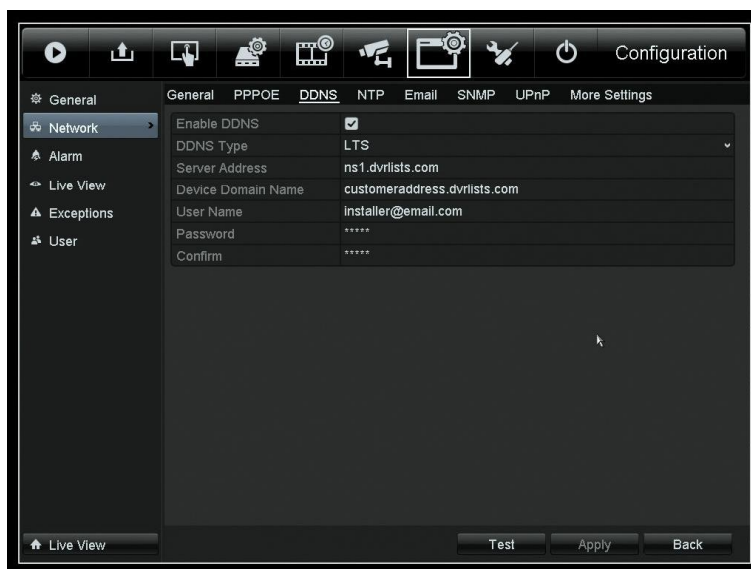 Configuration
General
Network
Alarm
Live View
Exceptions
User
General PPPOE DDNS NTP Email SNMP UPnP More Settings
Enable DDNS
DDNS Type LTS
Server Address ns1.dvrlists.com
Device Domain Name customeraddress.dvrlists.com
User Name installer@email.com
Password *****
Confirm *****
Live View
Test Apply Back